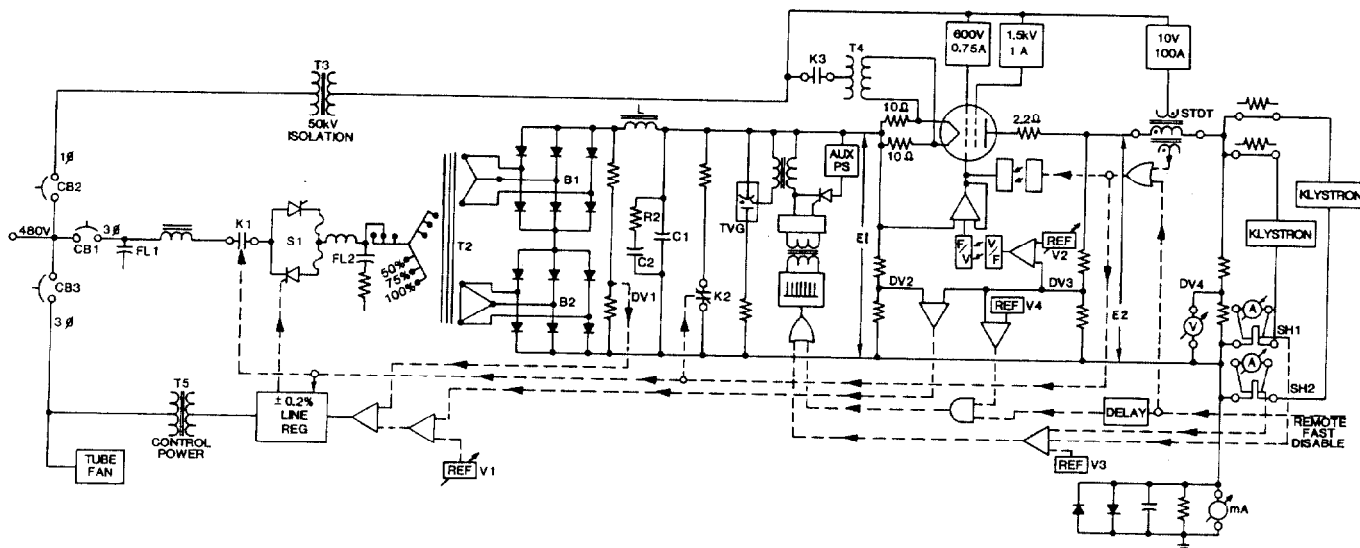 600V
0.75A
1.5kV
1 A
10V
100A
T3
50kV
ISOLATION
K3
T4
STDT
10Ω
10Ω
2.2Ω
L
AUX
PS
1Ø
CB2
480V
CB1
3Ø
FL1
K1
S1
FL2
50%
75%
100%
T2
B1
B2
R2
C1
C2
DV1
K2
TVG
E1
F/V
V/F
REF
V2
DV2
DV3
REF
V4
E2
KLYSTRON
KLYSTRON
DV4
V
A
SH1
A
SH2
CB3
3Ø
T5
CONTROL
POWER
± 0.2%
LINE
REG
REF
V1
DELAY
REMOTE
FAST
DISABLE
REF
V3
TUBE
FAN
mA